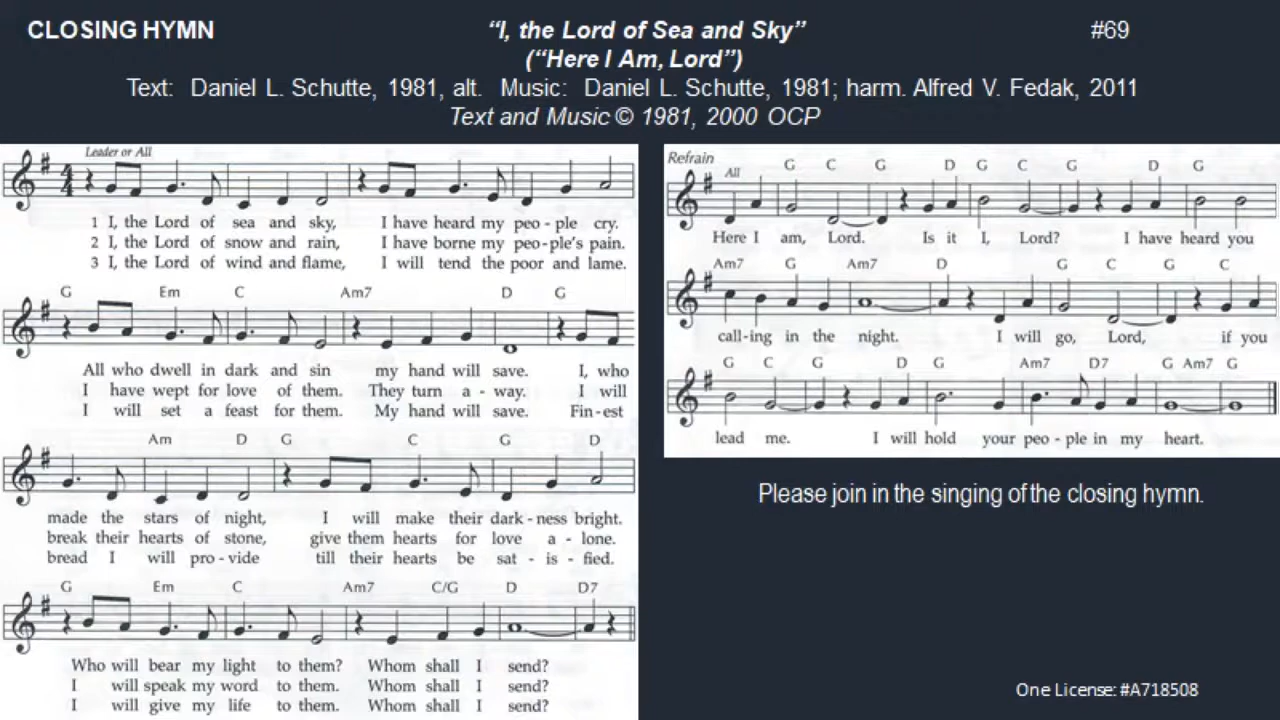 CLOSING HYMN “I, the Lord of Sea and Sky” #69
(“Here I Am, Lord”)
Text: Daniel L. Schutte, 1981, alt. Music: Daniel L. Schutte, 1981; harm. Alfred V. Fedak, 2011
Text and Music © 1981, 2000 OCP
Leader or All
4
4
1 I, the Lord of sea and sky, I have heard my peo - ple cry.
2 I, the Lord of snow and rain, I have borne my peo - ple's pain.
3 I, the Lord of wind and flame, I will tend the poor and lame.
G Em C Am7 D G
All who dwell in dark and sin my hand will save. I, who
I have wept for love of them. They turn a - way. I will
I will set a feast for them. My hand will save. Fin - est
Am D G C G D
made the stars of night, I will make their dark - ness bright.
break their hearts of stone, give them hearts for love a - lone.
bread I will pro - vide till their hearts be sat - is - fied.
G Em C Am7 C/G D D7
Who will bear my light to them? Whom shall I send?
I will speak my word to them. Whom shall I send?
I will give my life to them. Whom shall I send?
Refrain
All G C G D G C G D G
Here I am, Lord. Is it I, Lord? I have heard you
Am7 G Am7 D G C G C
call - ing in the night. I will go, Lord, if you
G C G D G Am7 D7 G Am7 G
lead me. I will hold your peo - ple in my heart.
Please join in the singing of the closing hymn.
One License: #A718508